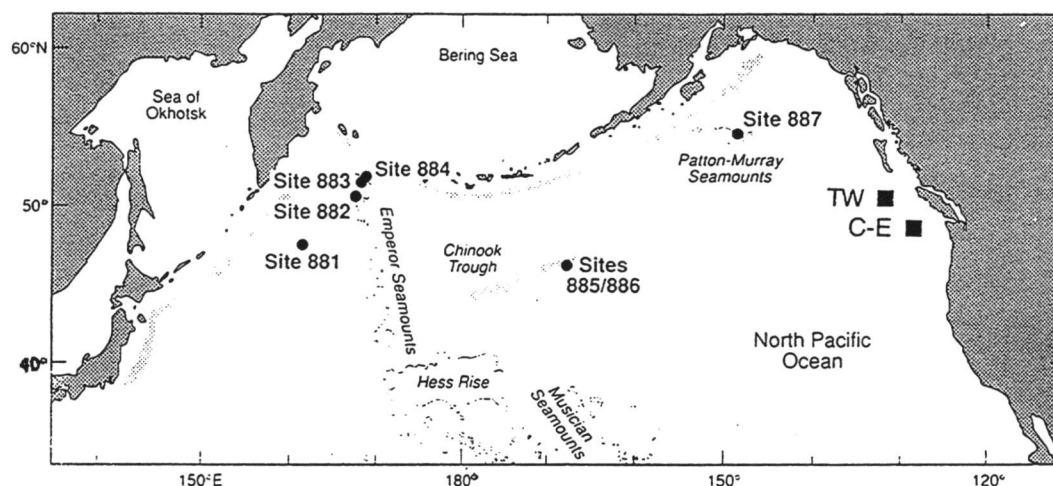 60°N
Bering Sea
Sea of
Okhotsk
Site 887
Site 884
Patton-Murray
Seamounts
Site 883
50°
TW
Site 882
C-E
Emperor Seamounts
Site 881
Chinook
Trough
Sites
885/886
North Pacific
Ocean
40°
Hess Rise
Musician
Seamounts
150°E
180°
150°
120°